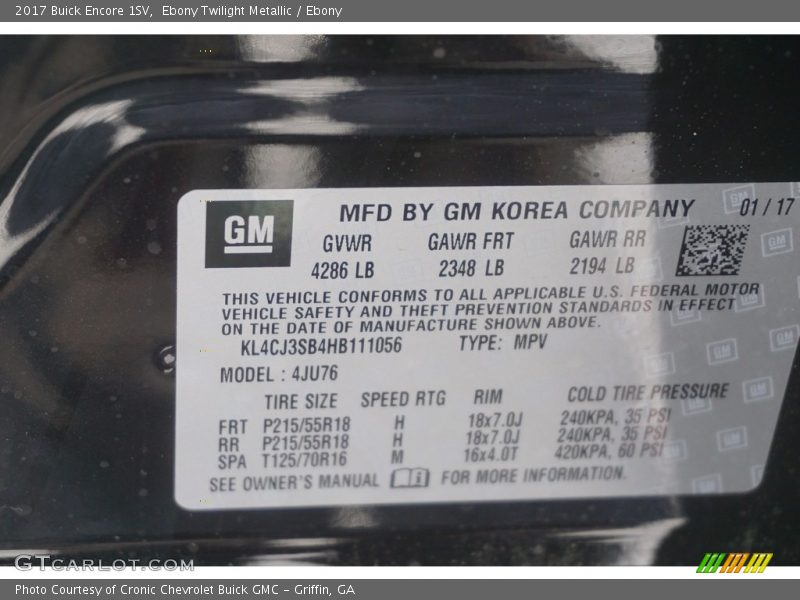 2017 Buick Encore 1SV,  Ebony Twilight Metallic / Ebony
GM
MFD BY GM KOREA COMPANY 01 / 17
GVWR GAWR FRT GAWR RR
4286 LB 2348 LB 2194 LB
THIS VEHICLE CONFORMS TO ALL APPLICABLE U.S. FEDERAL MOTOR
VEHICLE SAFETY AND THEFT PREVENTION STANDARDS IN EFFECT
ON THE DATE OF MANUFACTURE SHOWN ABOVE.
KL4CJ3SB4HB111056 TYPE: MPV
MODEL : 4JU76
TIRE SIZE SPEED RTG RIM COLD TIRE PRESSURE
FRT P215/55R18 H 18x7.0J 240KPA, 35 PSI
RR P215/55R18 H 18x7.0J 240KPA, 35 PSI
SPA T125/70R16 M 16x4.0T 420KPA, 60 PSI
SEE OWNER'S MANUAL FOR MORE INFORMATION.
GTCARLOT.COM
Photo Courtesy of Cronic Chevrolet Buick GMC - Griffin, GA